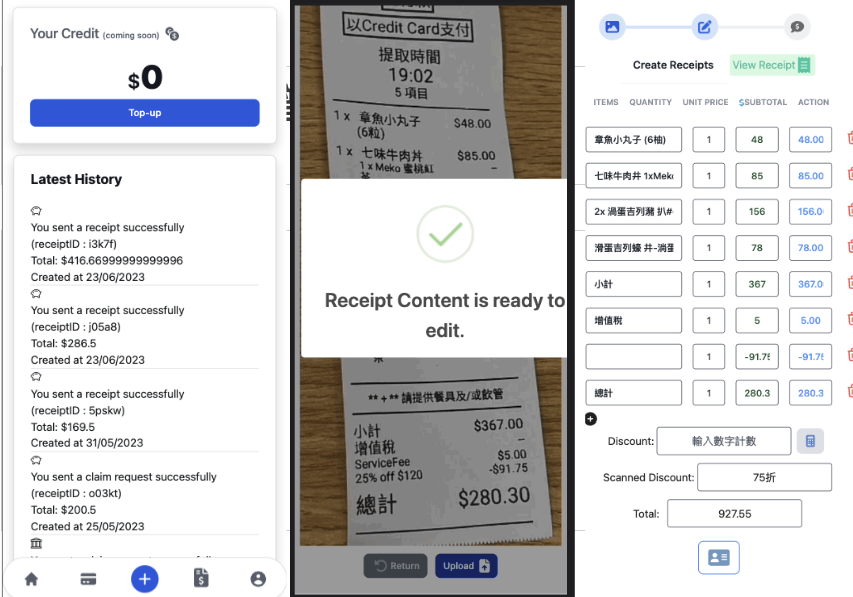 Your Credit (coming soon)
$0
Top-up
Latest History
You sent a receipt successfully
(receiptID : i3k7f)
Total: $416.66999999999996
Created at 23/06/2023
You sent a receipt successfully
(receiptID : j05a8)
Total: $286.5
Created at 23/06/2023
You sent a receipt successfully
(receiptID : 5pskw)
Total: $169.5
Created at 31/05/2023
You sent a claim request successfully
(receiptID : o03kt)
Total: $200.5
Created at 25/05/2023
以Credit Card支付
提取時間
19:02
5 項目
1 x 章魚小丸子 $48.00
(6粒)
1 x 七味牛肉丼 $85.00
1 x Meko 蜜桃紅
茶
Receipt Content is ready to
edit.
**+** 請提供餐具及/或飲管
小計 $367.00
增值稅 –
ServiceFee $5.00
25% off $120 -$91.75
總計 $280.30
Return
Upload
Create Receipts
View Receipt
ITEMS QUANTITY UNIT PRICE $SUBTOTAL ACTION
章魚小丸子 (6柚) 1 48 48.00
七味牛肉丼 1xMeko 1 85 85.00
2x 滑蛋吉列豬 扒# 1 156 156.0
滑蛋吉列蠔 丼-滑蛋 1 78 78.00
小計 1 367 367.0
增值稅 1 5 5.00
1 -91.75 -91.75
總計 1 280.3 280.3
Discount: 輸入數字計數
Scanned Discount: 75折
Total: 927.55